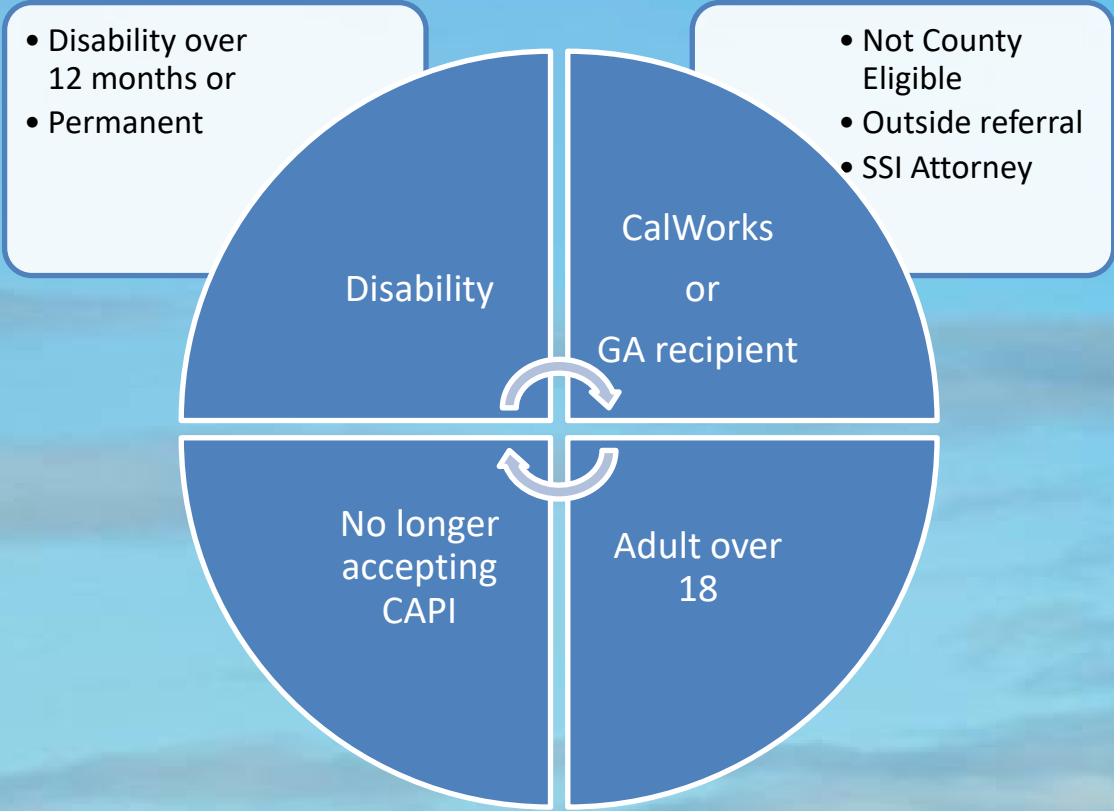 • Disability over
12 months or
• Permanent
• Not County
Eligible
• Outside referral
• SSI Attorney
Disability
CalWorks
or
GA recipient
No longer
accepting
CAPI
Adult over
18